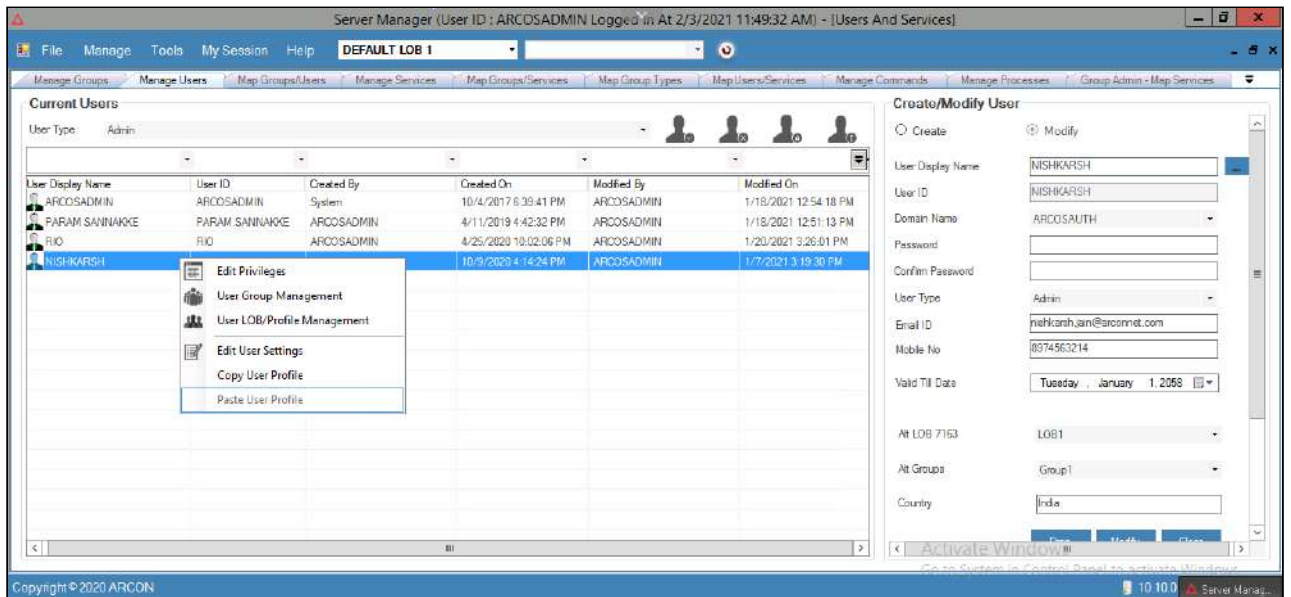 Server Manager (User ID : ARCOSADMIN Logged In At 2/3/2021 11:49:32 AM) - [Users And Services]
File Manage Tools My Session Help DEFAULT LOB 1
Manage Groups Manage Users Map Groups/Users Manage Services Map Groups/Services Map Group Types Map Users/Services Manage Commands Manage Processes Group Admin - Map Services
Current Users
User Type Admin
User Display Name User ID Created By Created On Modified By Modified On
ARCOSADMIN ARCOSADMIN System 10/4/2017 6:39:41 PM ARCOSADMIN 1/18/2021 12:54:18 PM
PARAM.SANNAKKE PARAM.SANNAKKE ARCOSADMIN 4/11/2019 4:42:32 PM ARCOSADMIN 1/18/2021 12:51:13 PM
RIO RIO ARCOSADMIN 4/25/2020 10:02:06 PM ARCOSADMIN 1/20/2021 3:26:01 PM
NISHKARSH 10/9/2020 4:14:24 PM ARCOSADMIN 1/7/2021 3:19:30 PM
Edit Privileges
User Group Management
User LOB/Profile Management
Edit User Settings
Copy User Profile
Paste User Profile
Create/Modify User
Create Modify
User Display Name NISHKARSH ...
User ID NISHKARSH
Domain Name ARCOSAUTH
Password
Confirm Password
User Type Admin
Email ID nishkarsh.jain@arconnet.com
Mobile No 8974563214
Valid Till Date Tuesday , January 1, 2058
Alt LOB 7163 LOB1
Alt Groups Group1
Country India
Modify Clear
Activate Windows
Go to System in Control Panel to activate Windows.
Copyright © 2020 ARCON
10.10.0
Server Manag...